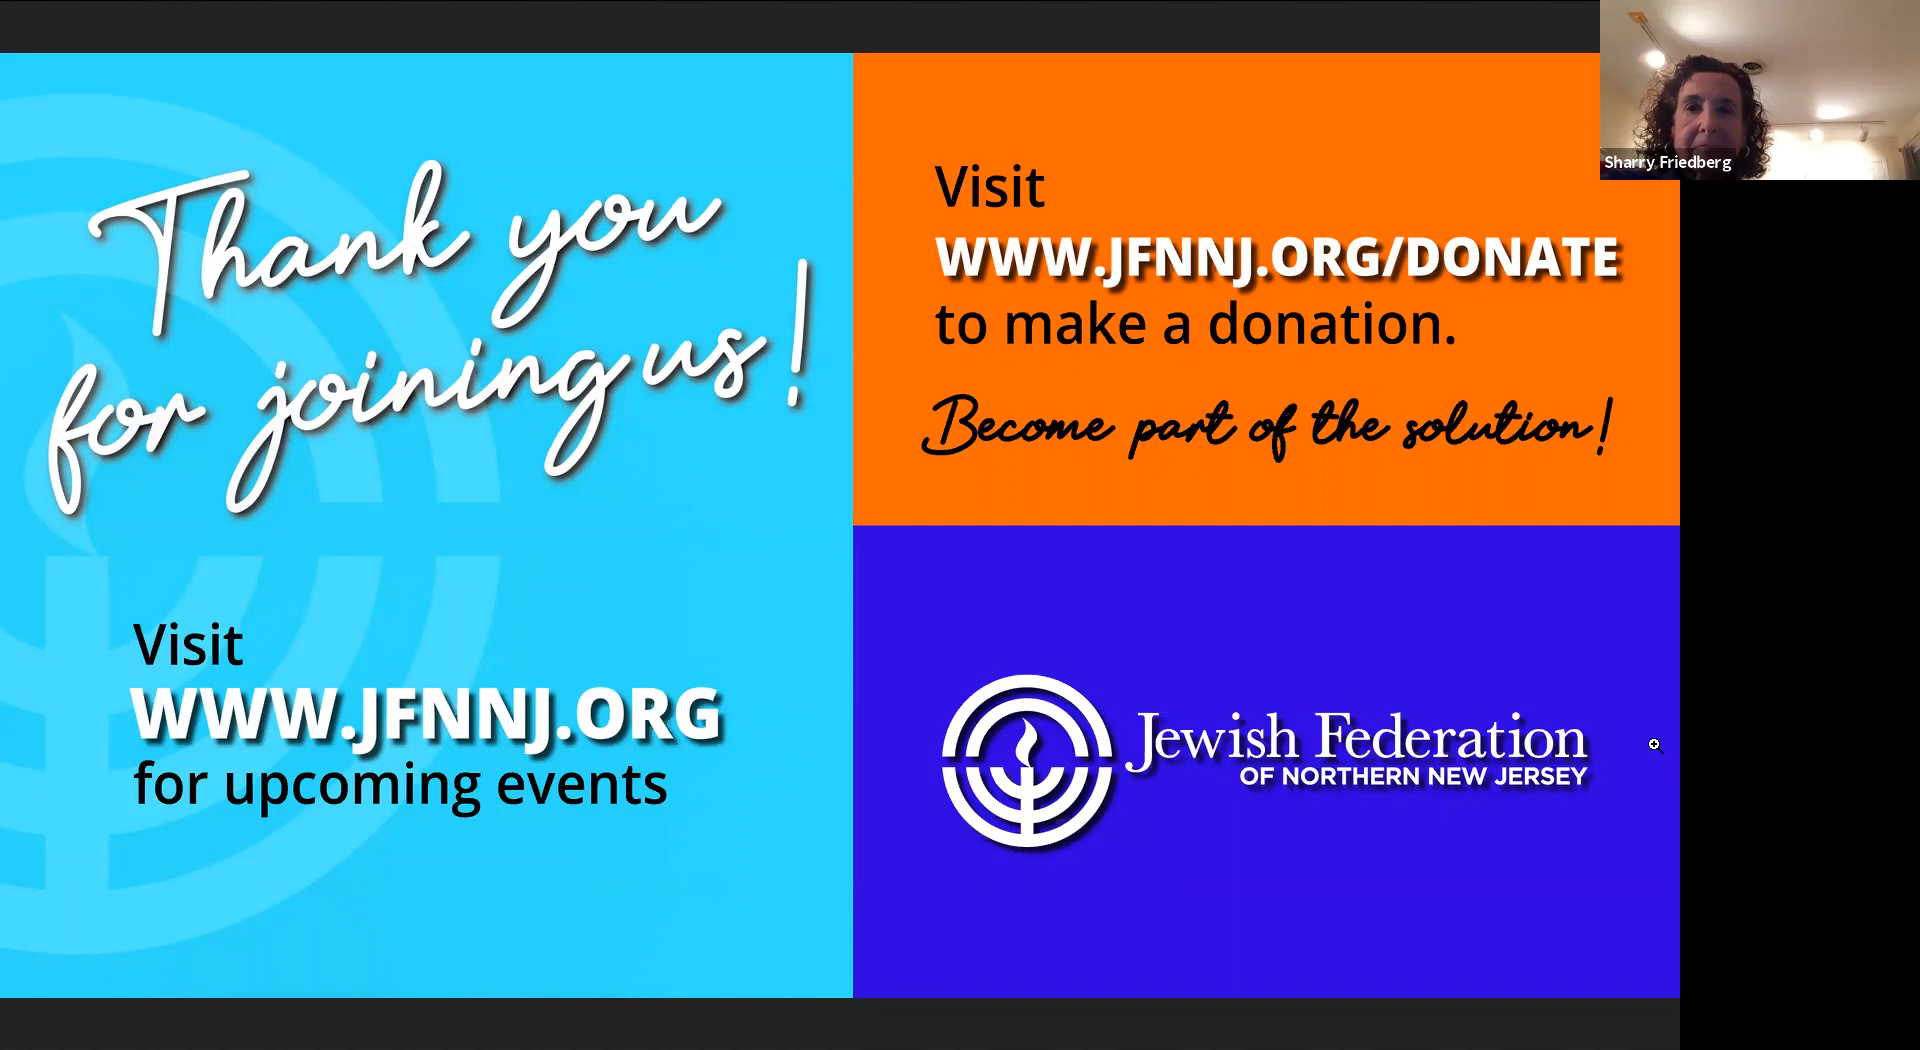 Thank you
for joining us!
Visit
WWW.JFNNJ.ORG
for upcoming events
Visit
WWW.JFNNJ.ORG/DONATE
to make a donation.
Become part of the solution!
Jewish Federation
OF NORTHERN NEW JERSEY
Sharry Friedberg